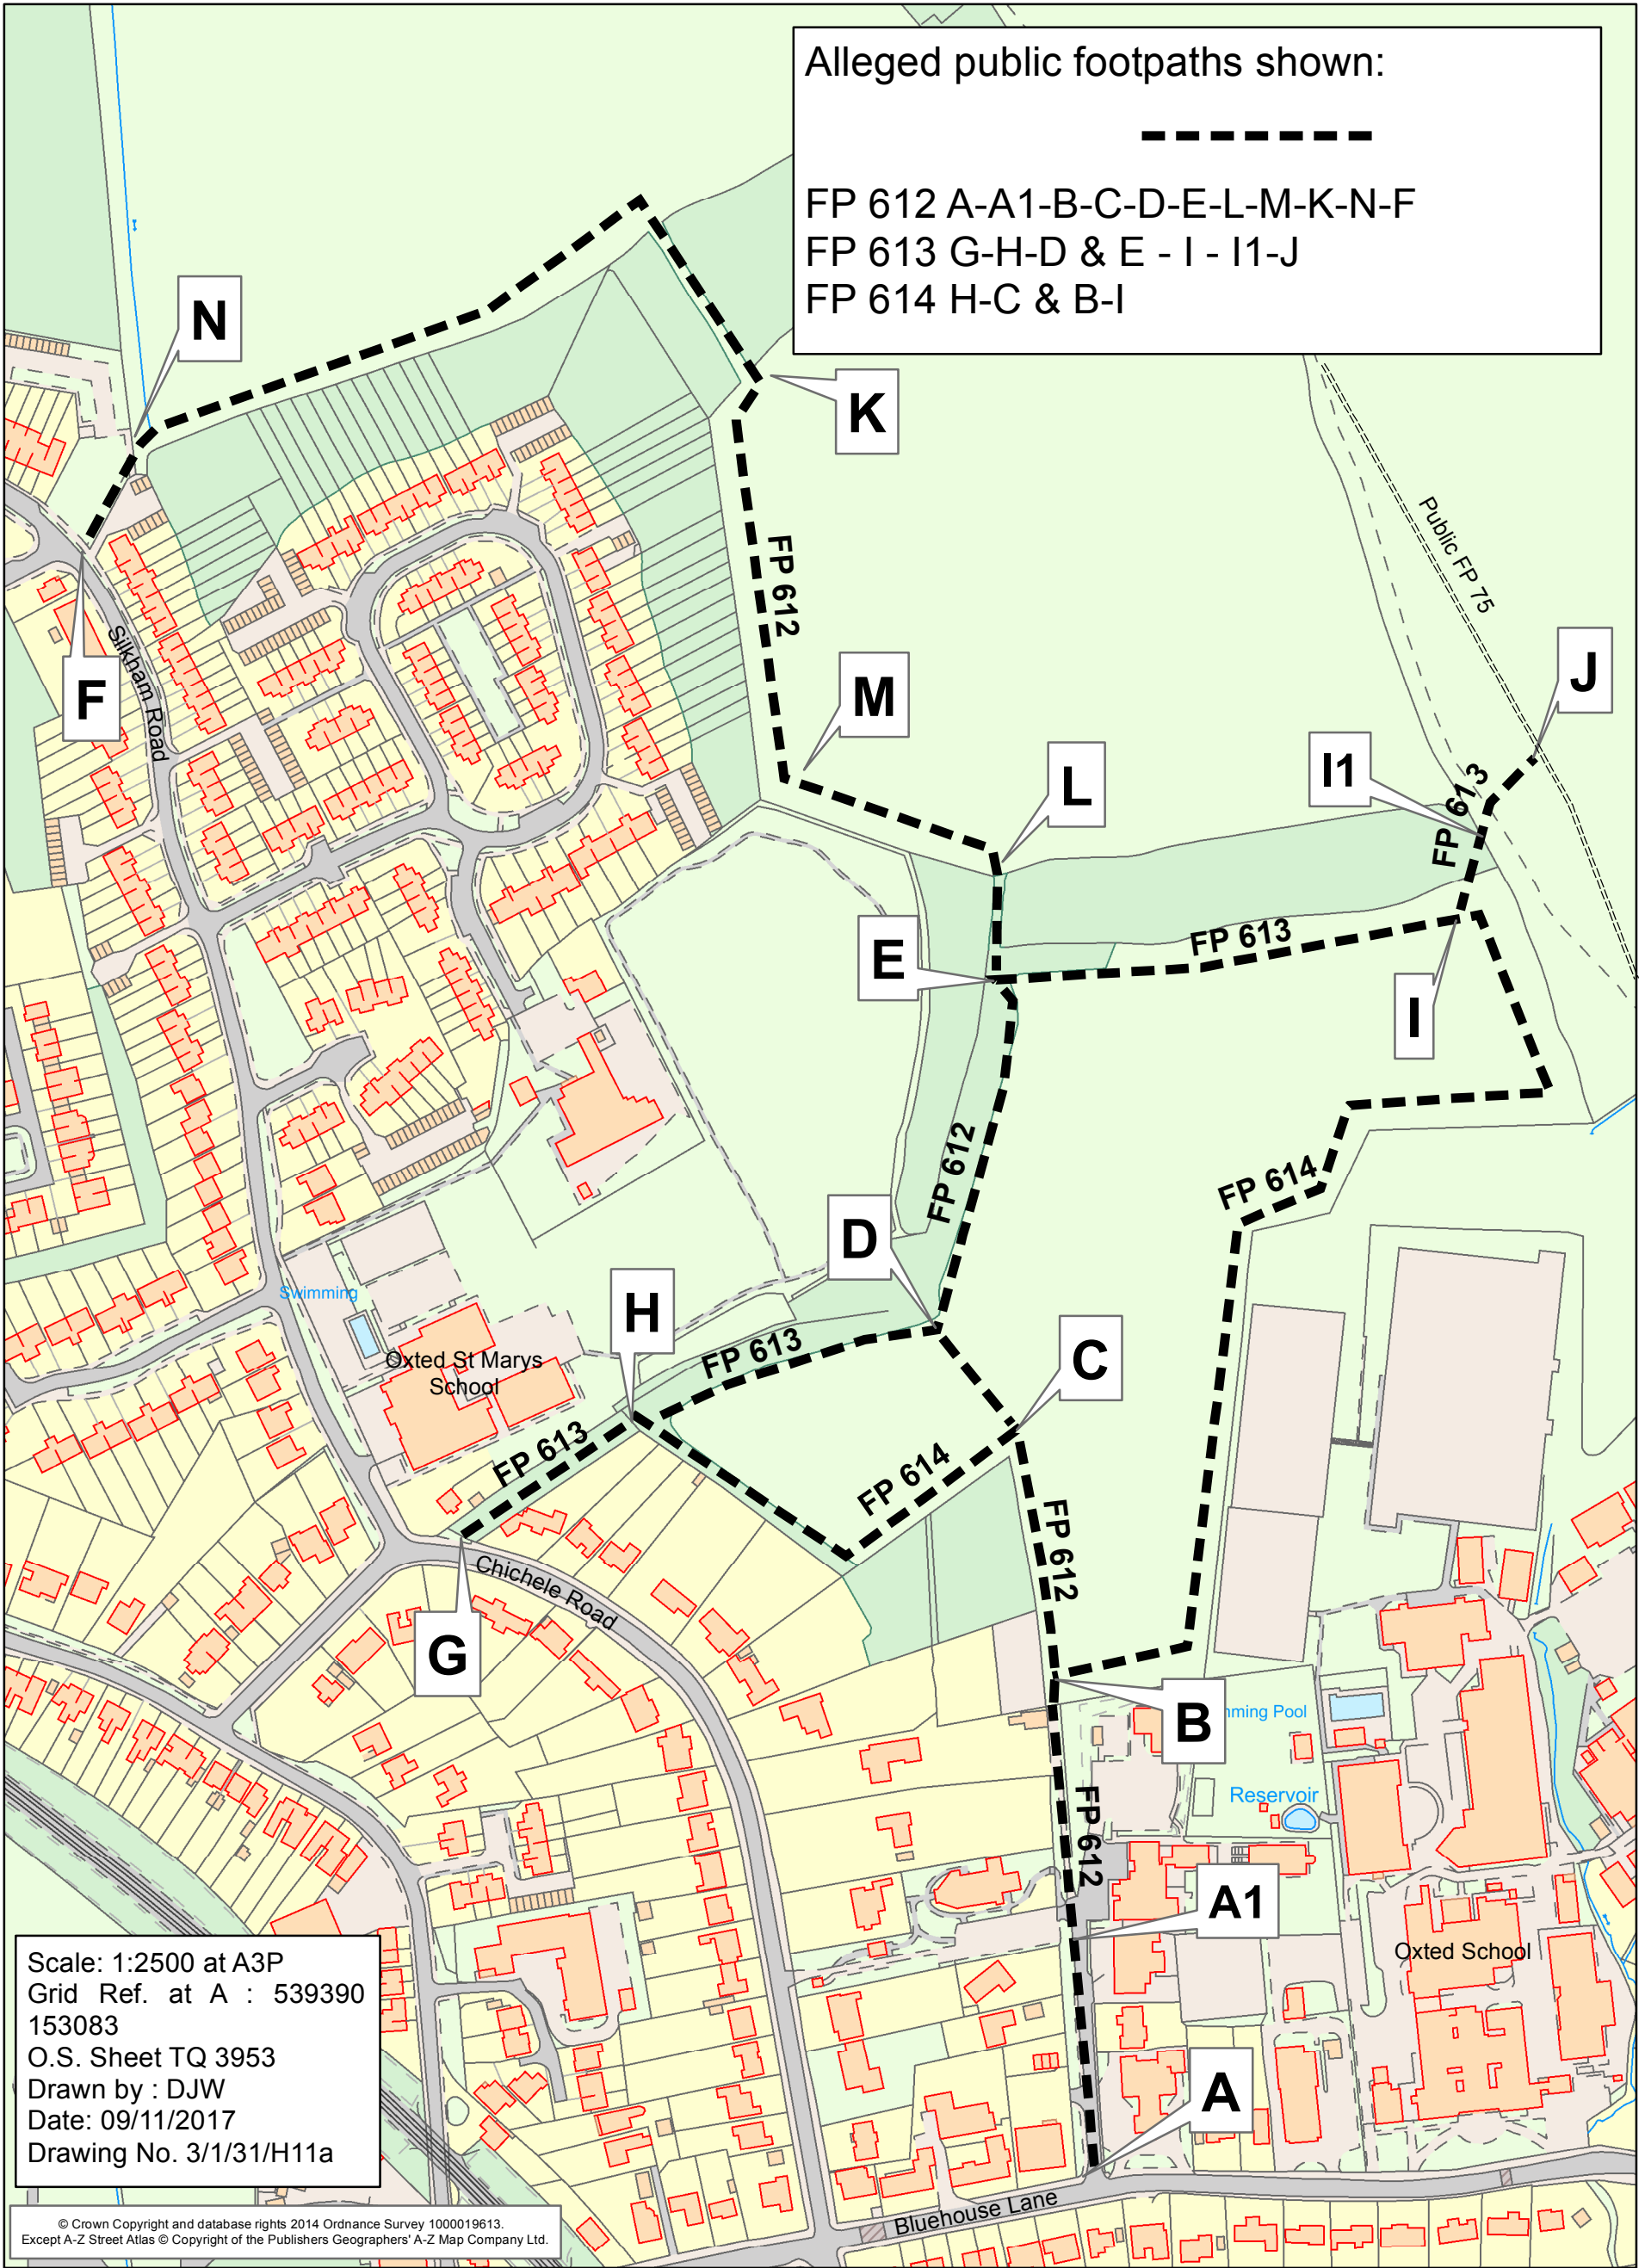 Alleged public footpaths shown:
FP 612 A-A1-B-C-D-E-L-M-K-N-F
FP 613 G-H-D & E - I - I1-J
FP 614 H-C & B-I
N
K
Public FP 75
FP 612
F
Silkham Road
M
J
I1
L
FP 613
E
FP 613
I
FP 612
FP 614
D
Swimming
H
C
Oxted St Marys
School
FP 613
FP 613
FP 614
FP 612
Chichele Road
G
B
mming Pool
Reservoir
FP 612
A1
Oxted School
Scale: 1:2500 at A3P
Grid Ref. at A : 539390
153083
O.S. Sheet TQ 3953
Drawn by : DJW
Date: 09/11/2017
Drawing No. 3/1/31/H11a
A
Bluehouse Lane
© Crown Copyright and database rights 2014 Ordnance Survey 1000019613.
Except A-Z Street Atlas © Copyright of the Publishers Geographers' A-Z Map Company Ltd.